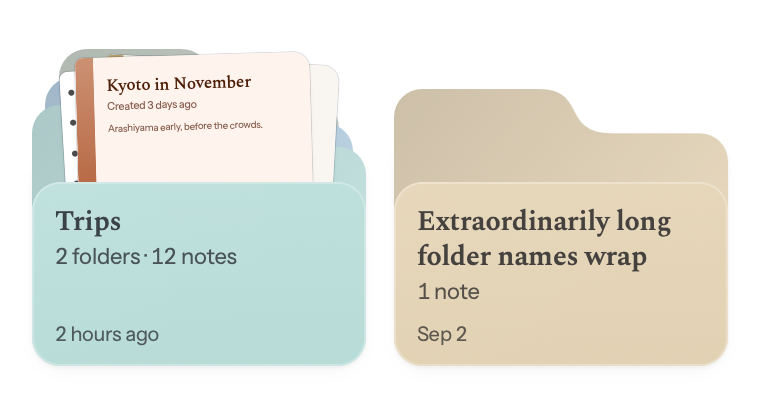 Kyoto in November
Created 3 days ago
Arashiyama early, before the crowds.
Trips
2 folders · 12 notes
2 hours ago
Extraordinarily long
folder names wrap
1 note
Sep 2